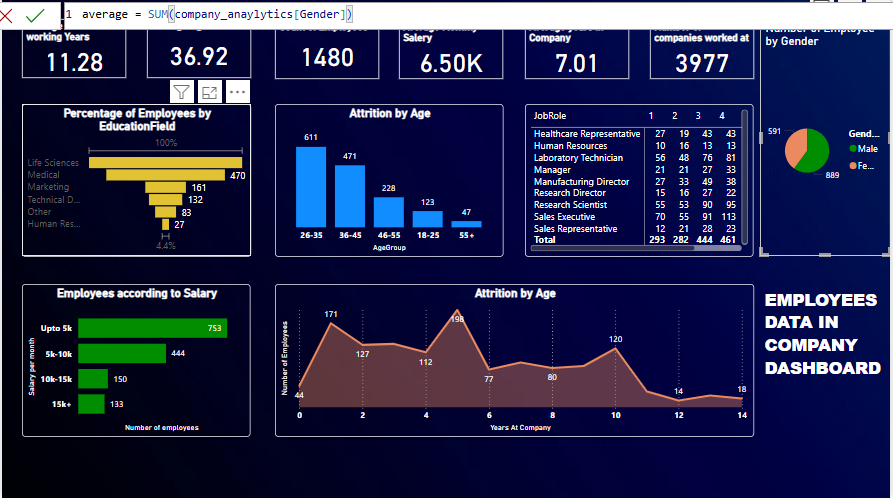 1 average = SUM(company_anaylytics[Gender])
working Years
11.28
36.92
1480
Salery
6.50K
Company
7.01
companies worked at
3977
Number of Employee
by Gender
Percentage of Employees by
EducationField
100%
Life Sciences
Medical 470
Marketing 161
Technical D... 132
Other 83
Human Res... 27
4.4%
Attrition by Age
611
471
228
123
47
26-35 36-45 46-55 18-25 55+
AgeGroup
JobRole 1 2 3 4
Healthcare Representative 27 19 43 43
Human Resources 10 16 13 13
Laboratory Technician 56 48 76 81
Manager 21 21 27 33
Manufacturing Director 27 33 49 38
Research Director 15 16 27 22
Research Scientist 55 53 90 95
Sales Executive 70 55 91 113
Sales Representative 12 21 28 23
Total 293 282 444 461
591
889
Gend...
Male
Fe...
Employees according to Salary
Salary per month
Upto 5k 753
5k-10k 444
10k-15k 150
15k+ 133
Number of employees
Attrition by Age
Number of Employees
44
171
127
112
198
77
80
120
14
18
0 2 4 6 8 10 12 14
Years At Company
EMPLOYEES
DATA IN
COMPANY
DASHBOARD